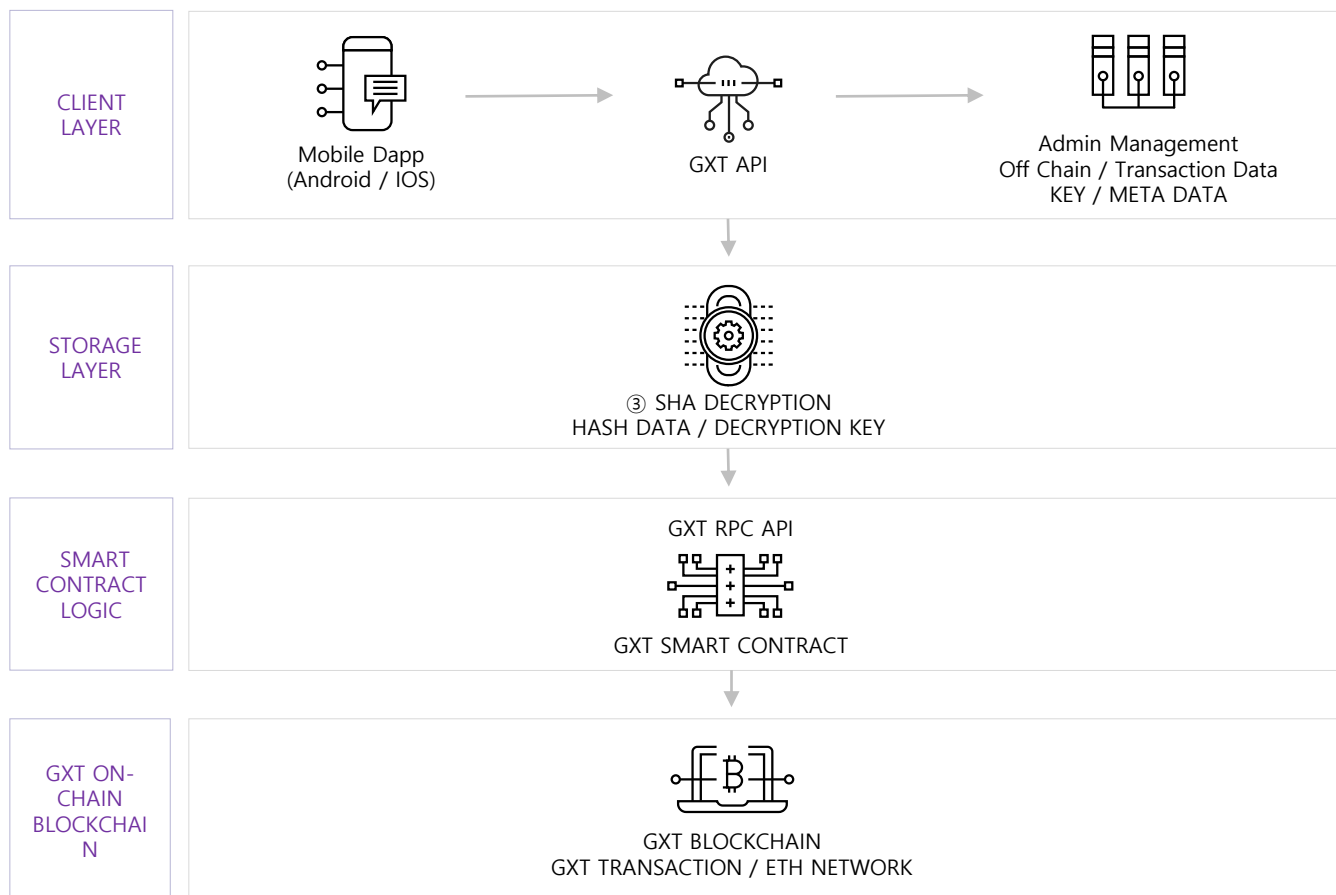 CLIENT
LAYER
Mobile Dapp
(Android / IOS)
GXT API
Admin Management
Off Chain / Transaction Data
KEY / META DATA
STORAGE
LAYER
③ SHA DECRYPTION
HASH DATA / DECRYPTION KEY
SMART
CONTRACT
LOGIC
GXT RPC API
GXT SMART CONTRACT
GXT ON-
CHAIN
BLOCKCHAI
N
GXT BLOCKCHAIN
GXT TRANSACTION / ETH NETWORK